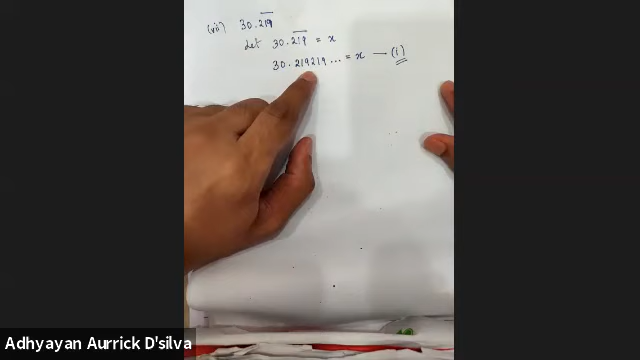 (vii) 30.2̅1̅9̅
Let 30.2̅1̅9̅ = x
30.219219... = x — (i)
Adhyayan Aurrick D'silva